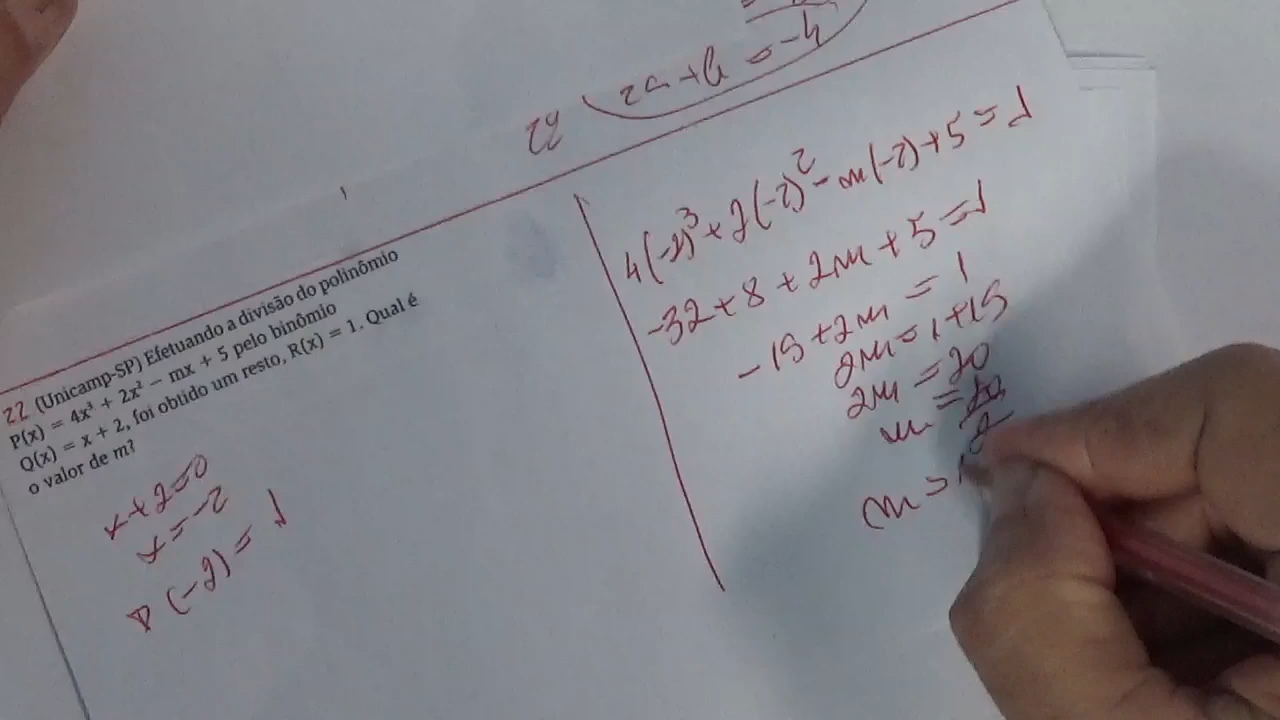 2a+b = -4
22
22 (Unicamp-SP) Efetuando a divisão do polinômio
P(x) = 4x³ + 2x² − mx + 5 pelo binômio
Q(x) = x + 2, foi obtido um resto, R(x) = 1. Qual é
o valor de m?
x+2=0
x=-2
P(-2)=1
4(-2)³+2(-2)²-m(-2)+5=1
-32+8+2m+5=1
-19+2m=1
2m=1+19
2m=20
m=20/2
m=1